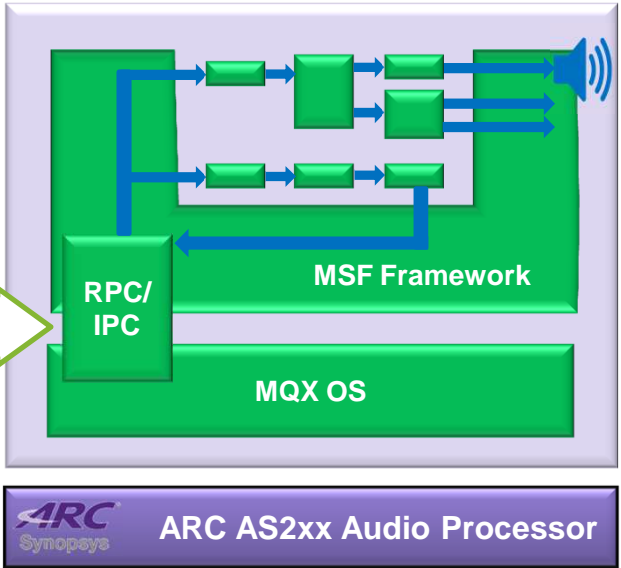 MSF Framework
RPC/
IPC
MQX OS
ARC
Synopsys
ARC AS2xx Audio Processor